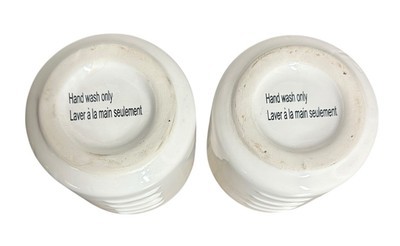 Hand wash only
Laver à la main seulement
Hand wash only
Laver à la main seulement